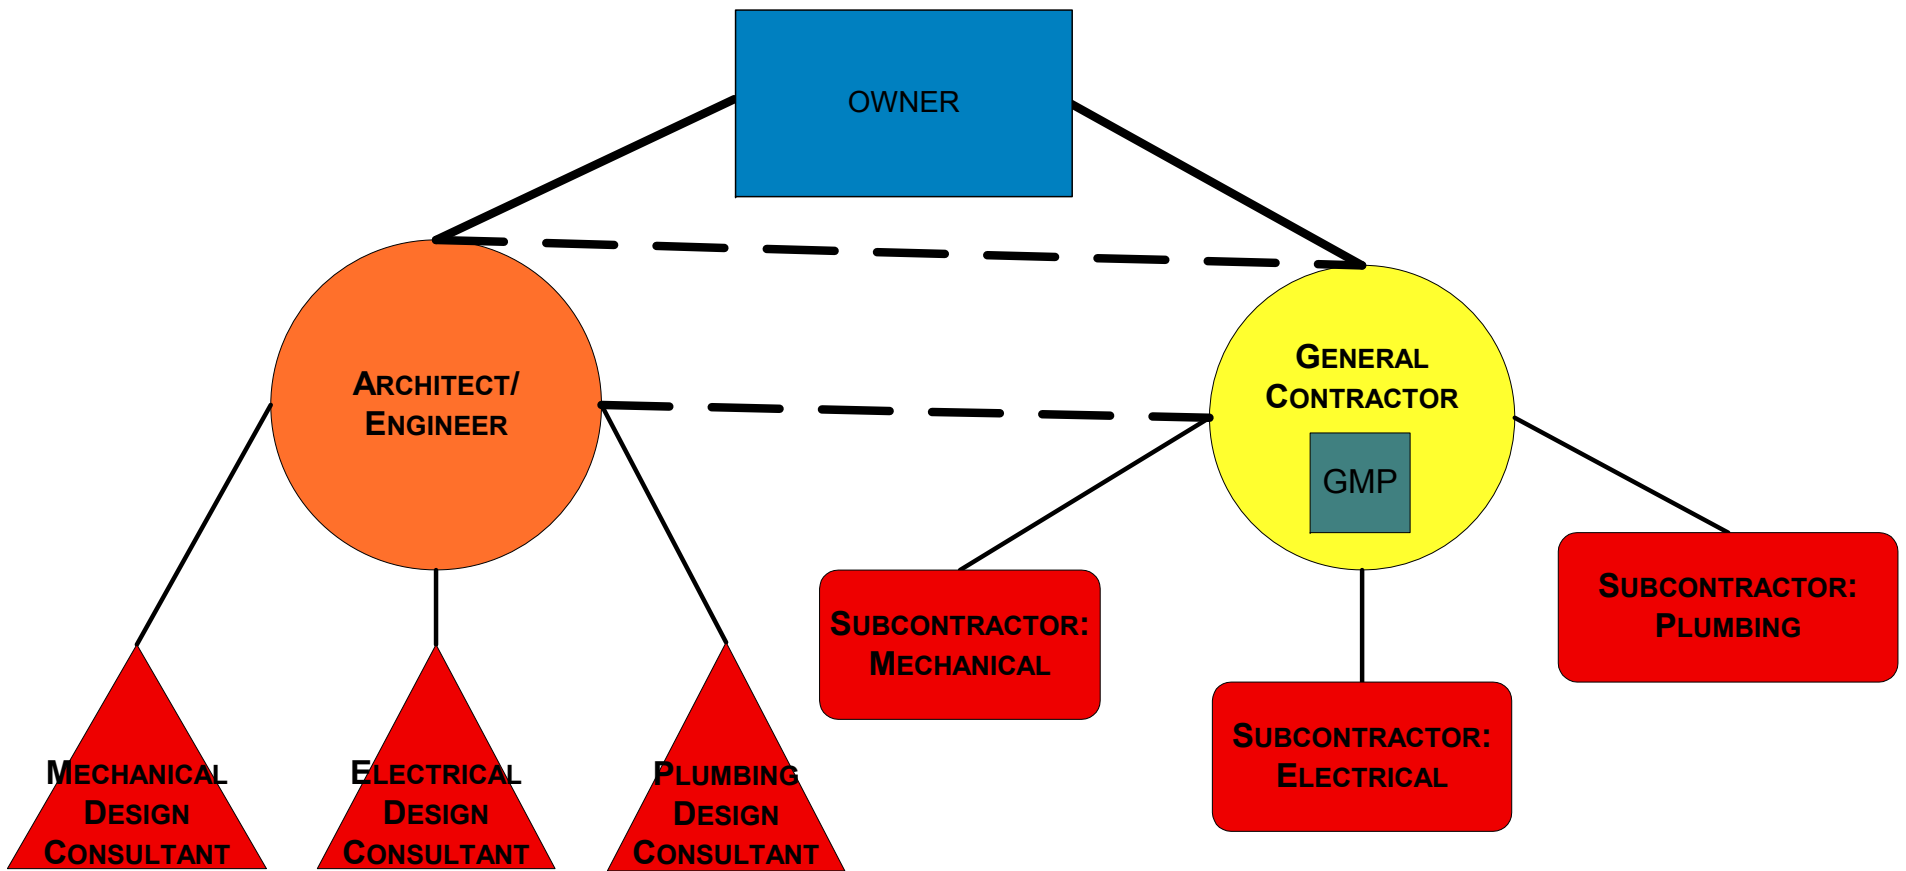 OWNER
ARCHITECT/
ENGINEER
GENERAL
CONTRACTOR
GMP
SUBCONTRACTOR:
MECHANICAL
SUBCONTRACTOR:
ELECTRICAL
SUBCONTRACTOR:
PLUMBING
MECHANICAL
DESIGN
CONSULTANT
ELECTRICAL
DESIGN
CONSULTANT
PLUMBING
DESIGN
CONSULTANT